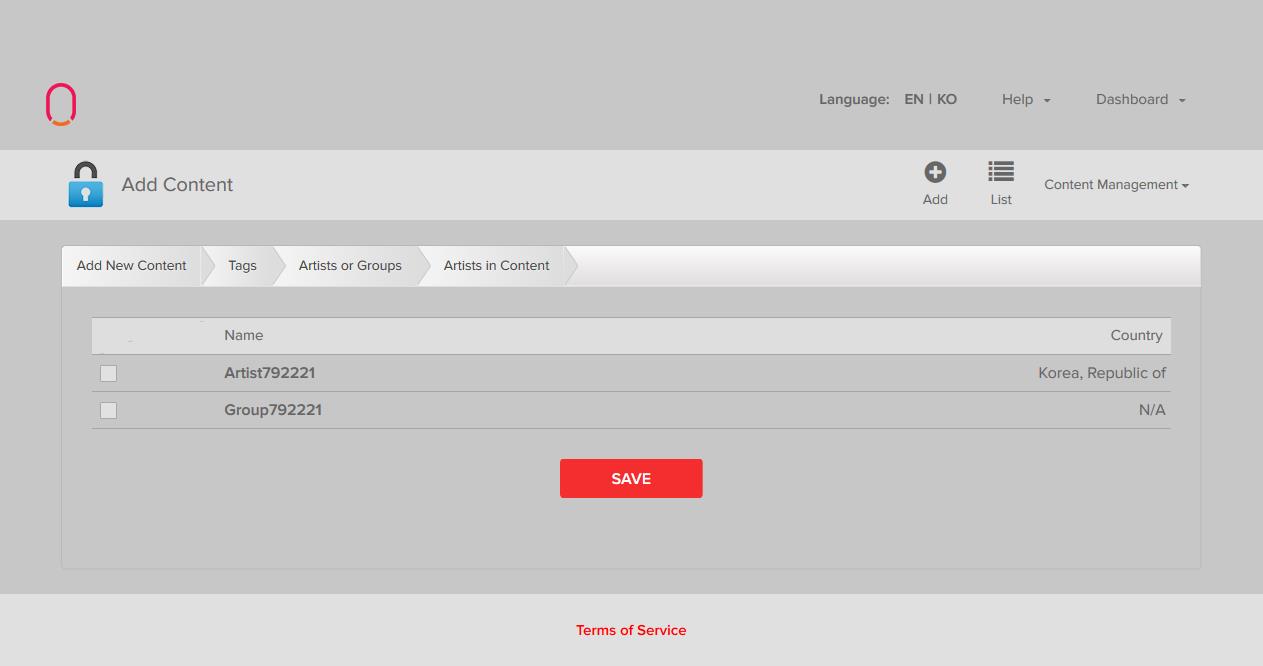 Language: EN | KO Help Dashboard
Add Content
Add List Content Management
Add New Content Tags Artists or Groups Artists in Content
Name Country
Artist792221 Korea, Republic of
Group792221 N/A
SAVE
Terms of Service